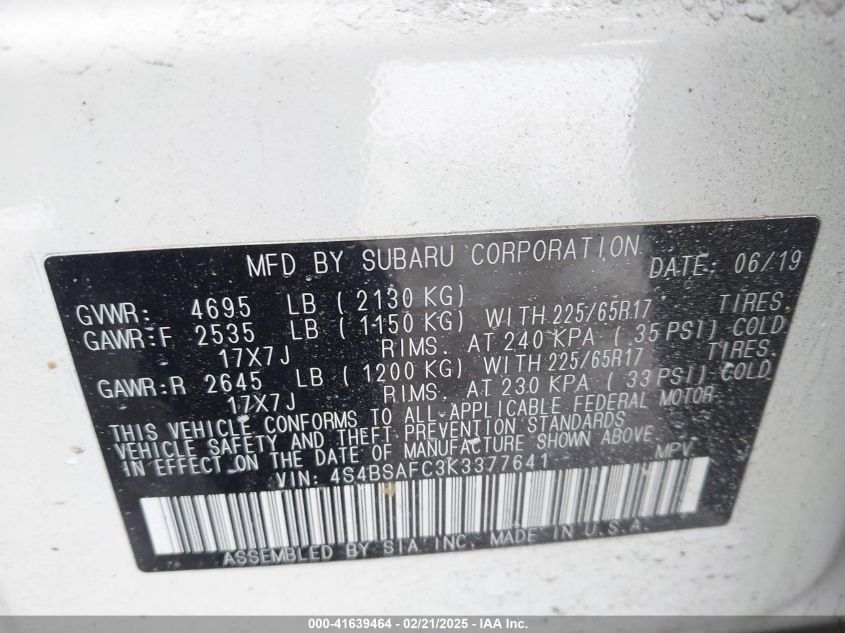 MFD BY SUBARU CORPORATION DATE: 06/19
GVWR: 4695 LB (2130 KG)
GAWR:F 2535 LB (1150 KG) WITH 225/65R17 TIRES.
17X7J RIMS. AT 240 KPA (35 PSI) COLD
GAWR:R 2645 LB (1200 KG) WITH 225/65R17 TIRES.
17X7J RIMS. AT 230 KPA (33 PSI) COLD
THIS VEHICLE CONFORMS TO ALL APPLICABLE FEDERAL MOTOR
VEHICLE SAFETY AND THEFT PREVENTION STANDARDS
IN EFFECT ON THE DATE OF MANUFACTURE SHOWN ABOVE
VIN: 4S4BSAFC3K3377641 MPV
ASSEMBLED BY SIA INC. MADE IN U.S.A.
000-41639464 - 02/21/2025 - IAA Inc.